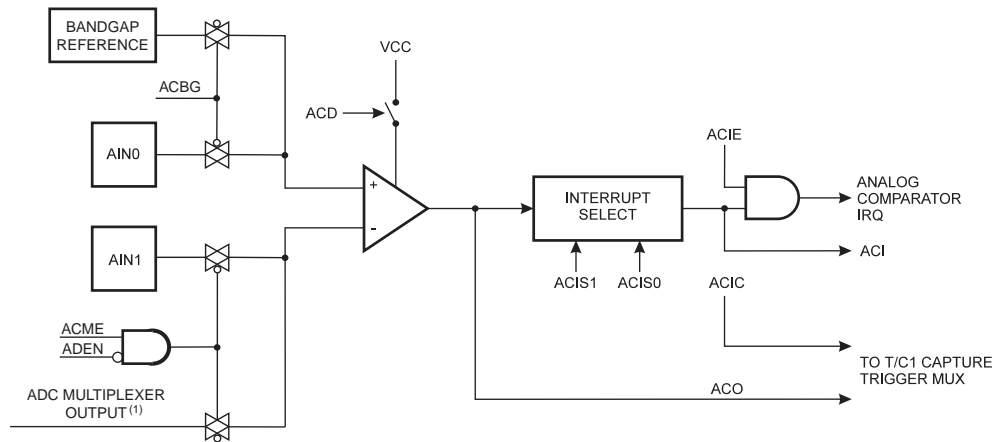 BANDGAP
REFERENCE
VCC
ACBG
ACD
AIN0
ACIE
+
INTERRUPT
SELECT
ANALOG
COMPARATOR
IRQ
-
AIN1
ACI
ACIS1 ACIS0 ACIC
ACME
ADEN
TO T/C1 CAPTURE
TRIGGER MUX
ADC MULTIPLEXER
OUTPUT(1)
ACO